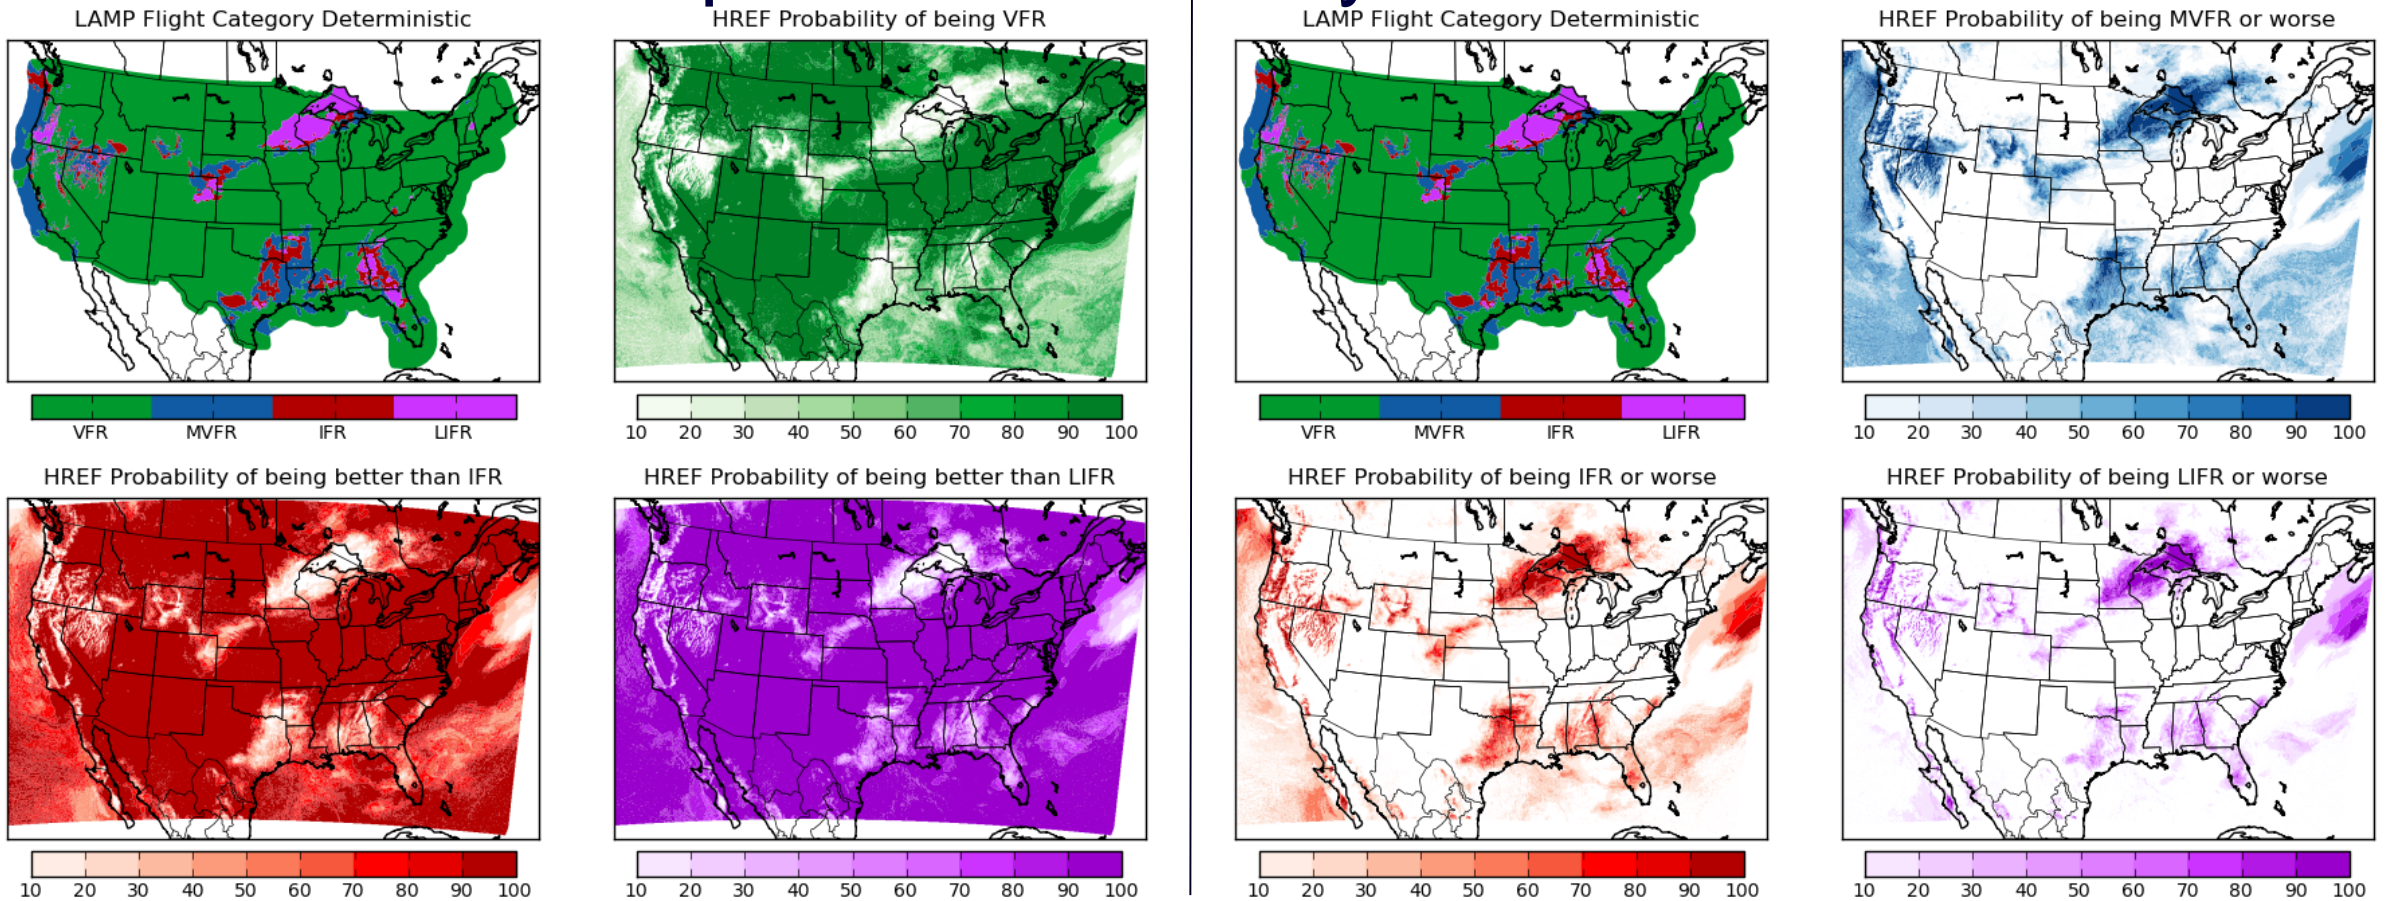 LAMP Flight Category Deterministic
HREF Probability of being VFR
VFR MVFR IFR LIFR
10 20 30 40 50 60 70 80 90 100
HREF Probability of being better than IFR
HREF Probability of being better than LIFR
10 20 30 40 50 60 70 80 90 100
10 20 30 40 50 60 70 80 90 100
LAMP Flight Category Deterministic
HREF Probability of being MVFR or worse
VFR MVFR IFR LIFR
10 20 30 40 50 60 70 80 90 100
HREF Probability of being IFR or worse
HREF Probability of being LIFR or worse
10 20 30 40 50 60 70 80 90 100
10 20 30 40 50 60 70 80 90 100